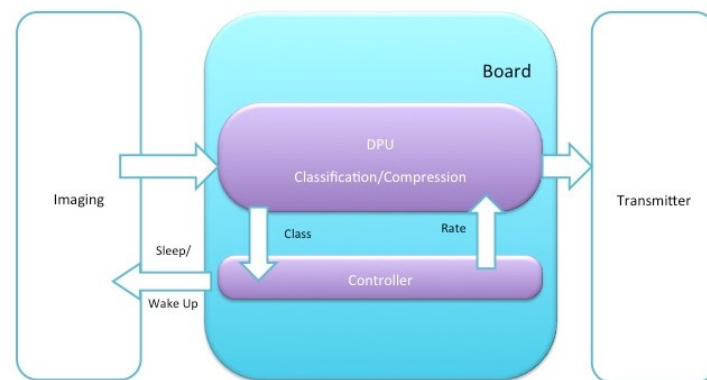 Board
DPU
Classification/Compression
Imaging
Transmitter
Class
Rate
Sleep/
Controller
Wake Up